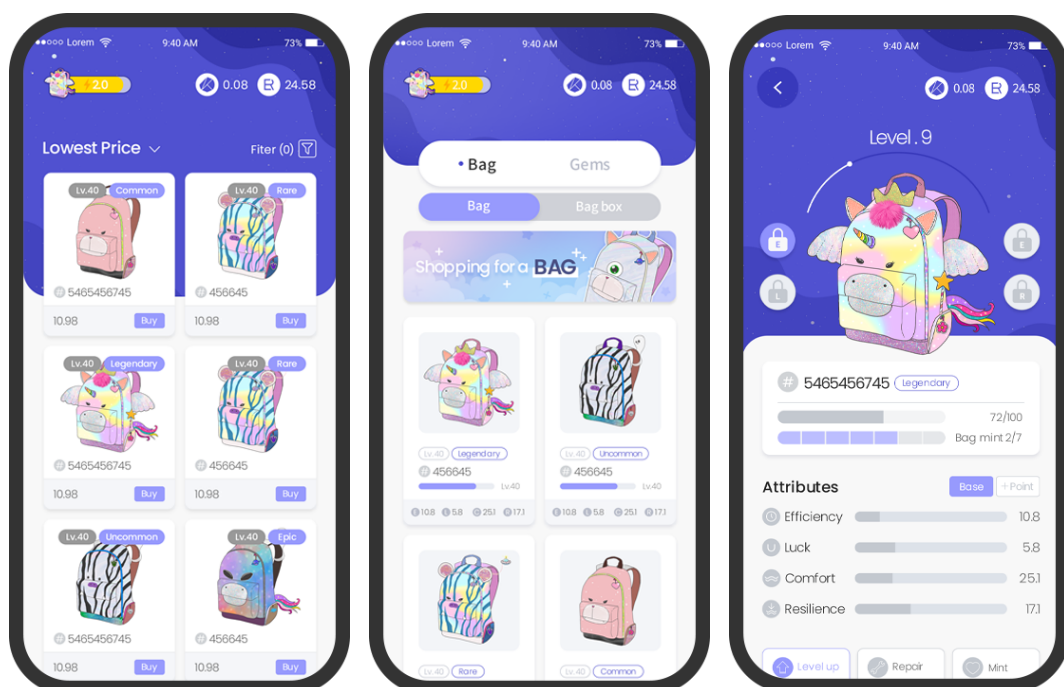 Lorem 9:40 AM 73%
2.0 0.08 24.58
Lowest Price Fiter (0)
Lv.40 Common Lv.40 Rare
# 5465456745 # 456645
10.98 Buy 10.98 Buy
Lv.40 Legendary Lv.40 Rare
# 5465456745 # 456645
10.98 Buy 10.98 Buy
Lv.40 Uncommon Lv.40 Epic
# 5465456745 # 456645
10.98 Buy 10.98 Buy
Lorem 9:40 AM 73%
2.0 0.08 24.58
Bag Gems
Bag Bag box
Shopping for a BAG
Lv.40 Legendary Lv.40 Uncommon
# 456645 # 456645
Lv.40 Lv.40
E 10.8 L 5.8 C 25.1 R 17.1 E 10.8 L 5.8 C 25.1 R 17.1
Lv.40 Rare Lv.40 Common
Lorem 9:40 AM 73%
0.08 24.58
Level . 9
E E
L R
# 5465456745 Legendary
72/100
Bag mint 2/7
Attributes Base + Point
Efficiency 10.8
Luck 5.8
Comfort 25.1
Resilience 17.1
Level up Repair Mint